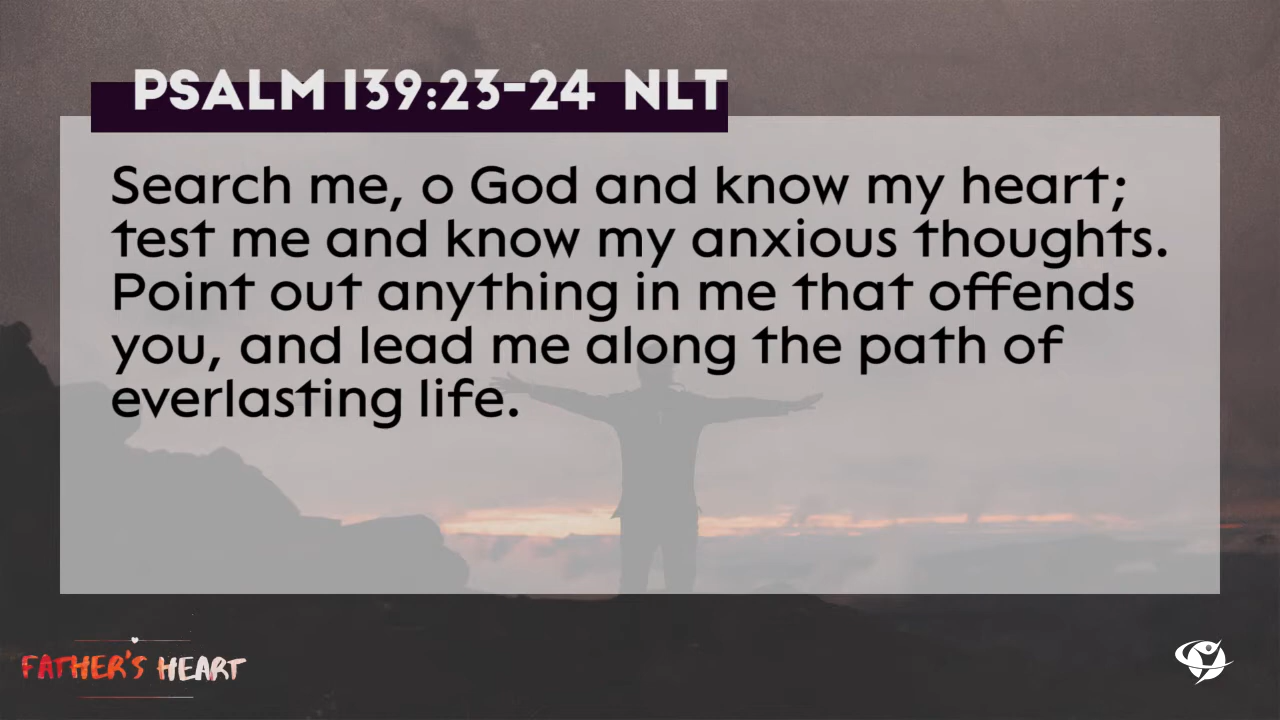 PSALM 139:23-24 NLT
Search me, o God and know my heart;
test me and know my anxious thoughts.
Point out anything in me that offends
you, and lead me along the path of
everlasting life.
FATHER'S HEART